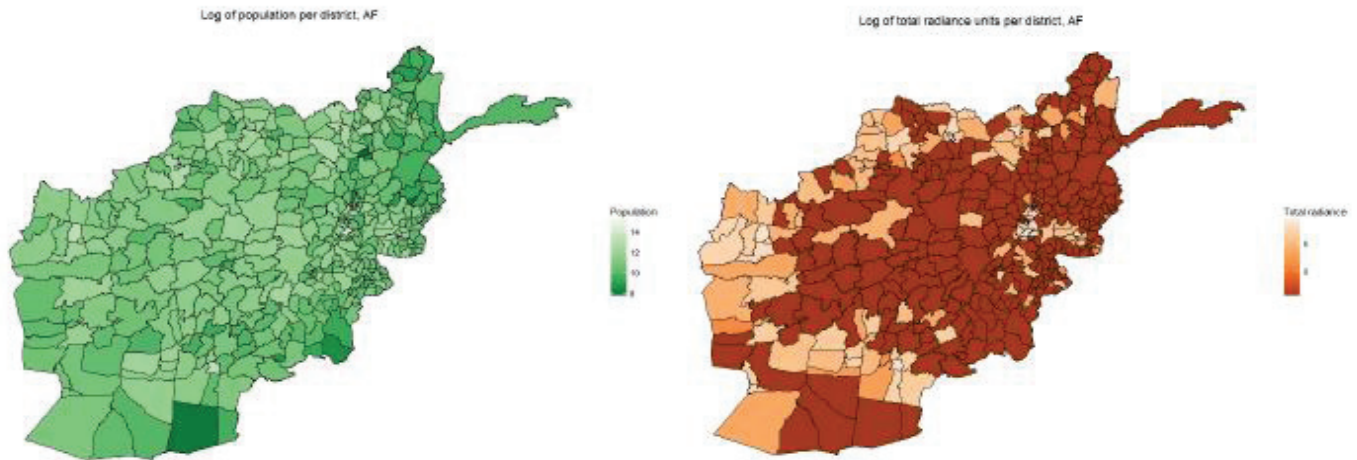 Log of population per district, AF
Log of total radiance units per district, AF
Population
14
12
10
8
Total radiance